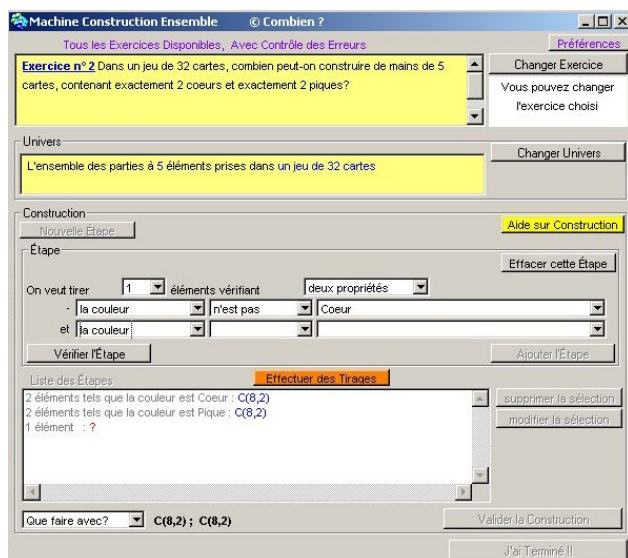 Machine Construction Ensemble © Combien ?
Tous les Exercices Disponibles, Avec Contrôle des Erreurs
Préférences
Exercice n° 2 Dans un jeu de 32 cartes, combien peut-on construire de mains de 5
cartes, contenant exactement 2 coeurs et exactement 2 piques?
Changer Exercice
Vous pouvez changer
l'exercice choisi
Univers
L'ensemble des parties à 5 éléments prises dans un jeu de 32 cartes
Changer Univers
Construction
Nouvelle Étape
Aide sur Construction
Étape
Effacer cette Étape
On veut tirer 1 éléments vérifiant deux propriétés
- la couleur n'est pas Coeur
et la couleur
Vérifier l'Étape
Ajouter l'Étape
Liste des Étapes
Effectuer des Tirages
2 éléments tels que la couleur est Coeur : C(8,2)
2 éléments tels que la couleur est Pique : C(8,2)
1 élément : ?
supprimer la sélection
modifier la sélection
Que faire avec? C(8,2) ; C(8,2)
Valider la Construction
J'ai Terminé !!